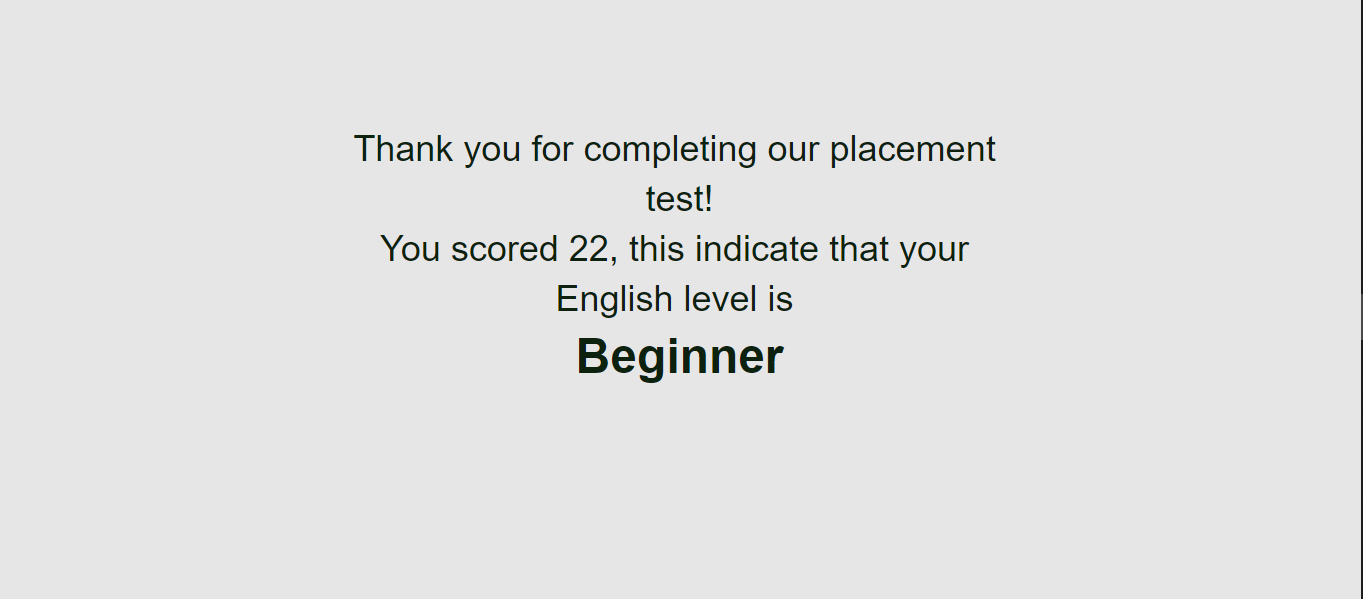 Thank you for completing our placement
test!
You scored 22, this indicate that your
English level is
Beginner